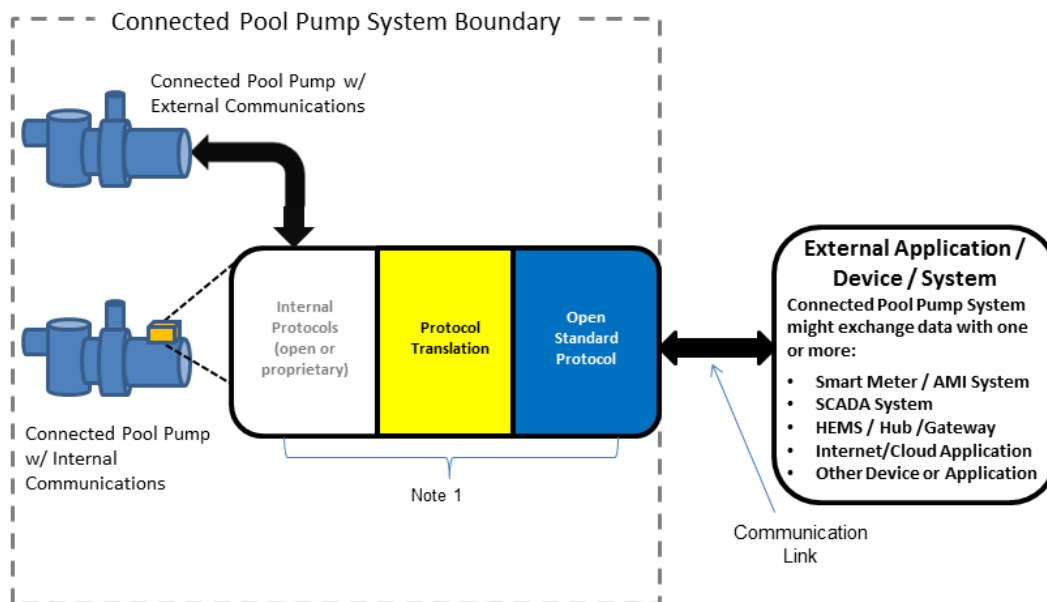 Connected Pool Pump System Boundary
Connected Pool Pump w/
External Communications
Internal
Protocols
(open or
proprietary)
Protocol
Translation
Open
Standard
Protocol
External Application /
Device / System
Connected Pool Pump System
might exchange data with one
or more:
• Smart Meter / AMI System
• SCADA System
• HEMS / Hub /Gateway
• Internet/Cloud Application
• Other Device or Application
Connected Pool Pump
w/ Internal
Communications
Note 1
Communication
Link